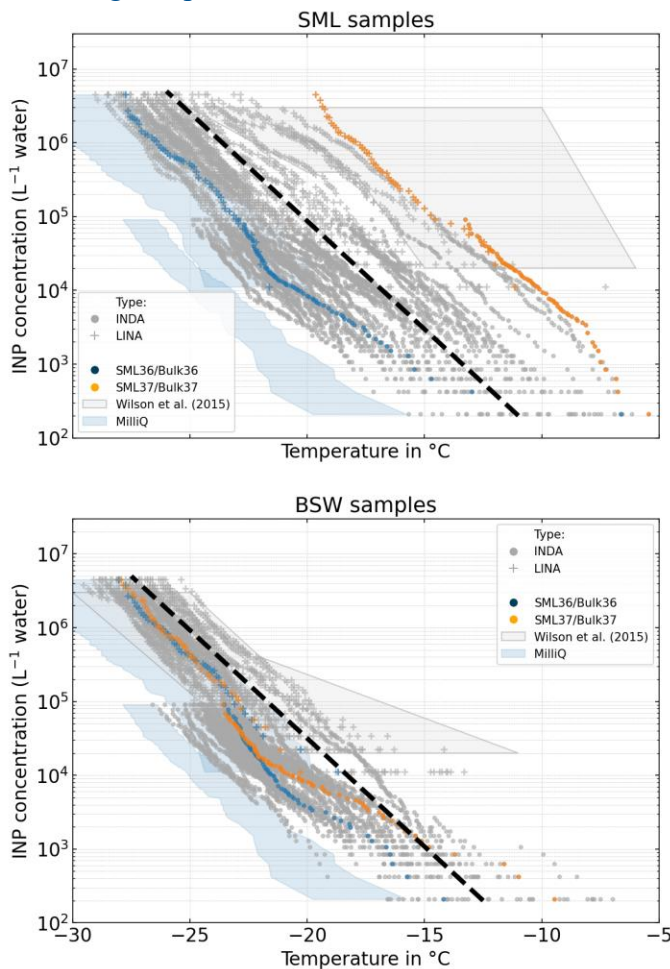 SML samples
10⁷
10⁶
10⁵
10⁴
10³
10²
INP concentration (L⁻¹ water)
Type:
INDA
LINA
SML36/Bulk36
SML37/Bulk37
Wilson et al. (2015)
MilliQ
Temperature in °C
BSW samples
10⁷
10⁶
10⁵
10⁴
10³
10²
INP concentration (L⁻¹ water)
Type:
INDA
LINA
SML36/Bulk36
SML37/Bulk37
Wilson et al. (2015)
MilliQ
−30 −25 −20 −15 −10 −5
Temperature in °C